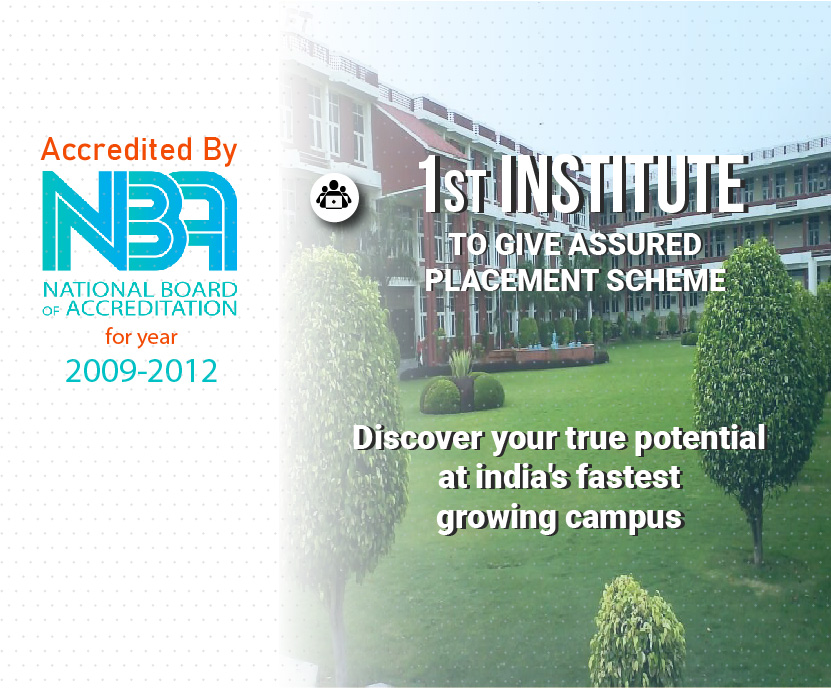 Accredited By
NBA
NATIONAL BOARD
OF ACCREDITATION
for year
2009-2012
1ST INSTITUTE
TO GIVE ASSURED
PLACEMENT SCHEME
Discover your true potential
at india's fastest
growing campus